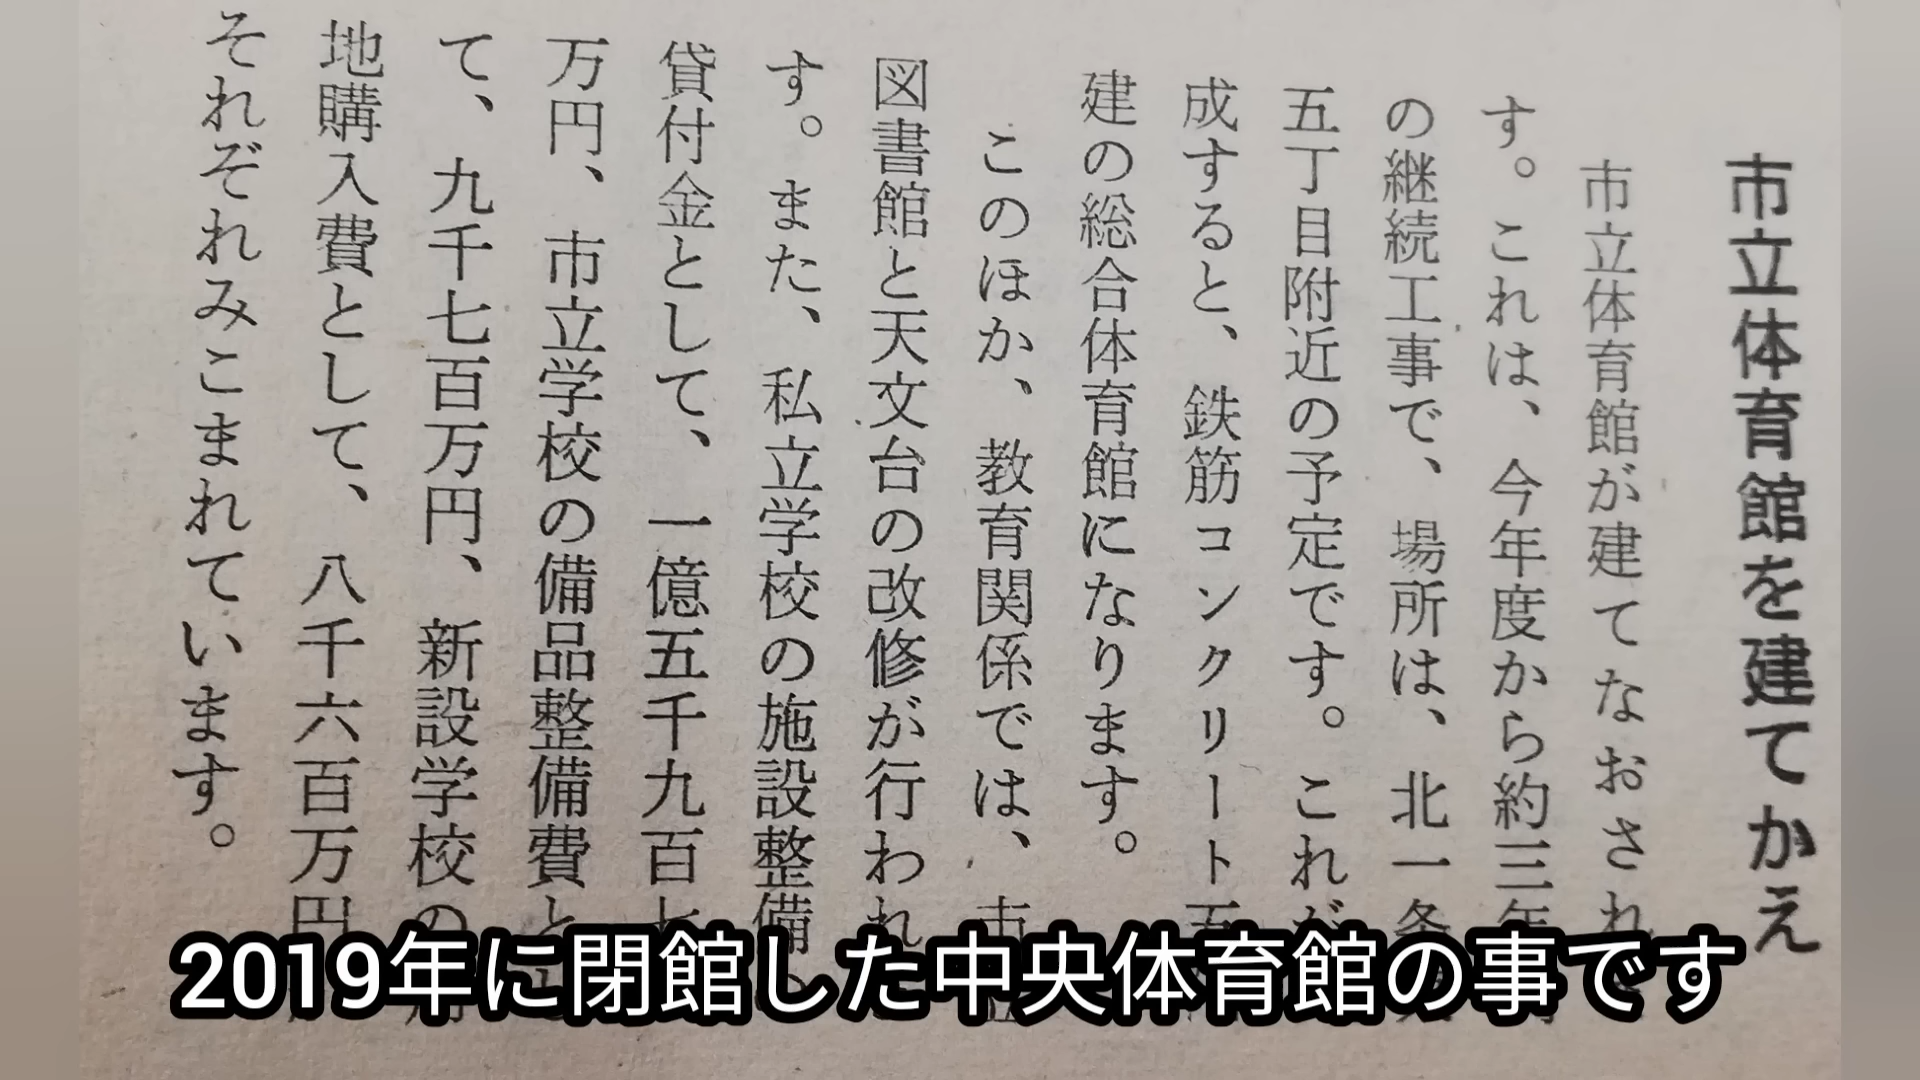 市立体育館を建てかえ
市立体育館が建てなおされ
す。これは、今年度から約三年
の継続工事で、場所は、北一条
五丁目附近の予定です。これが
成すると、鉄筋コンクリート五
建の総合体育館になります。
このほか、教育関係では、市
図書館と天文台の改修が行われ
す。また、私立学校の施設整備
貸付金として、一億五千九百七
万円、市立学校の備品整備費と
て、九千七百万円、新設学校の
地購入費として、八千六百万円
それぞれみこまれています。
2019年に閉館した中央体育館の事です